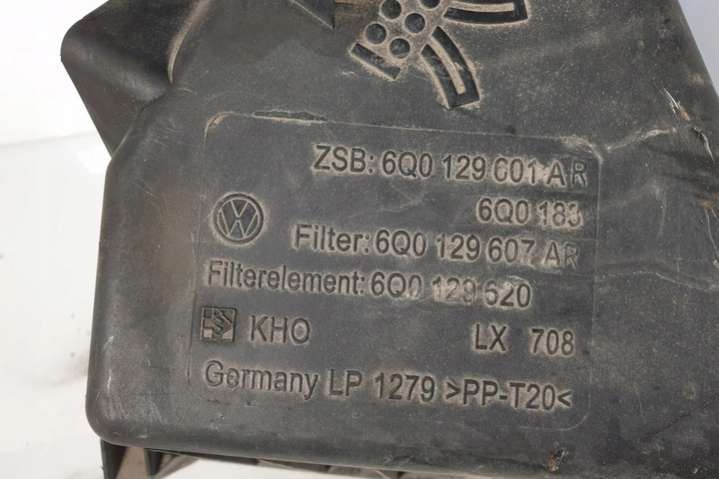 ZSB: 6Q0 129 601 AR
6Q0 183
Filter: 6Q0 129 607 AR
Filterelement: 6Q0 129 620
KHO LX 708
Germany LP 1279 >PP-T20<